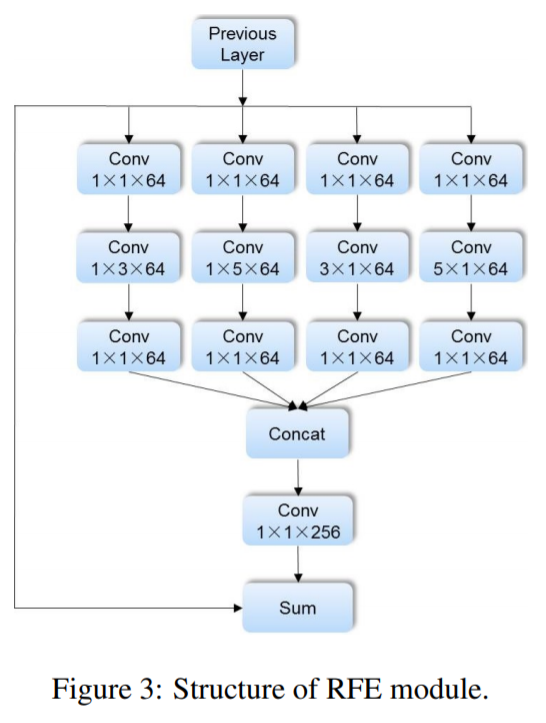 Previous
Layer
Conv
1×1×64
Conv
1×1×64
Conv
1×1×64
Conv
1×1×64
Conv
1×3×64
Conv
1×5×64
Conv
3×1×64
Conv
5×1×64
Conv
1×1×64
Conv
1×1×64
Conv
1×1×64
Conv
1×1×64
Concat
Conv
1×1×256
Sum
Figure 3: Structure of RFE module.